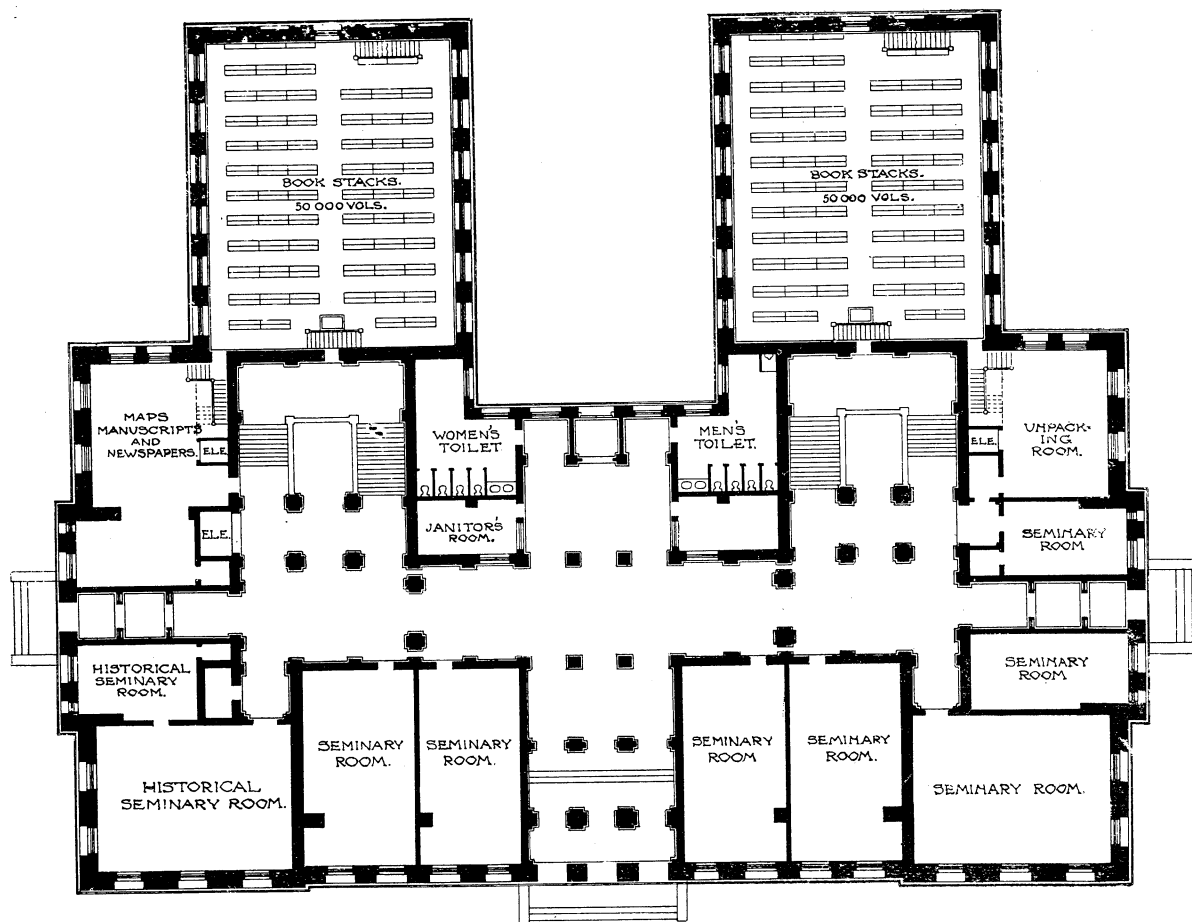 BOOK STACKS.
50 000 VOLS.
BOOK STACKS.
50 000 VOLS.
MAPS
MANUSCRIPTS
AND
NEWSPAPERS.
ELE.
WOMEN'S
TOILET
MEN'S
TOILET.
ELE.
UNPACK-
ING
ROOM.
ELE.
JANITOR'S
ROOM.
SEMINARY
ROOM
HISTORICAL
SEMINARY
ROOM.
SEMINARY
ROOM
SEMINARY
ROOM.
SEMINARY
ROOM.
SEMINARY
ROOM
SEMINARY
ROOM.
HISTORICAL
SEMINARY ROOM.
SEMINARY ROOM.